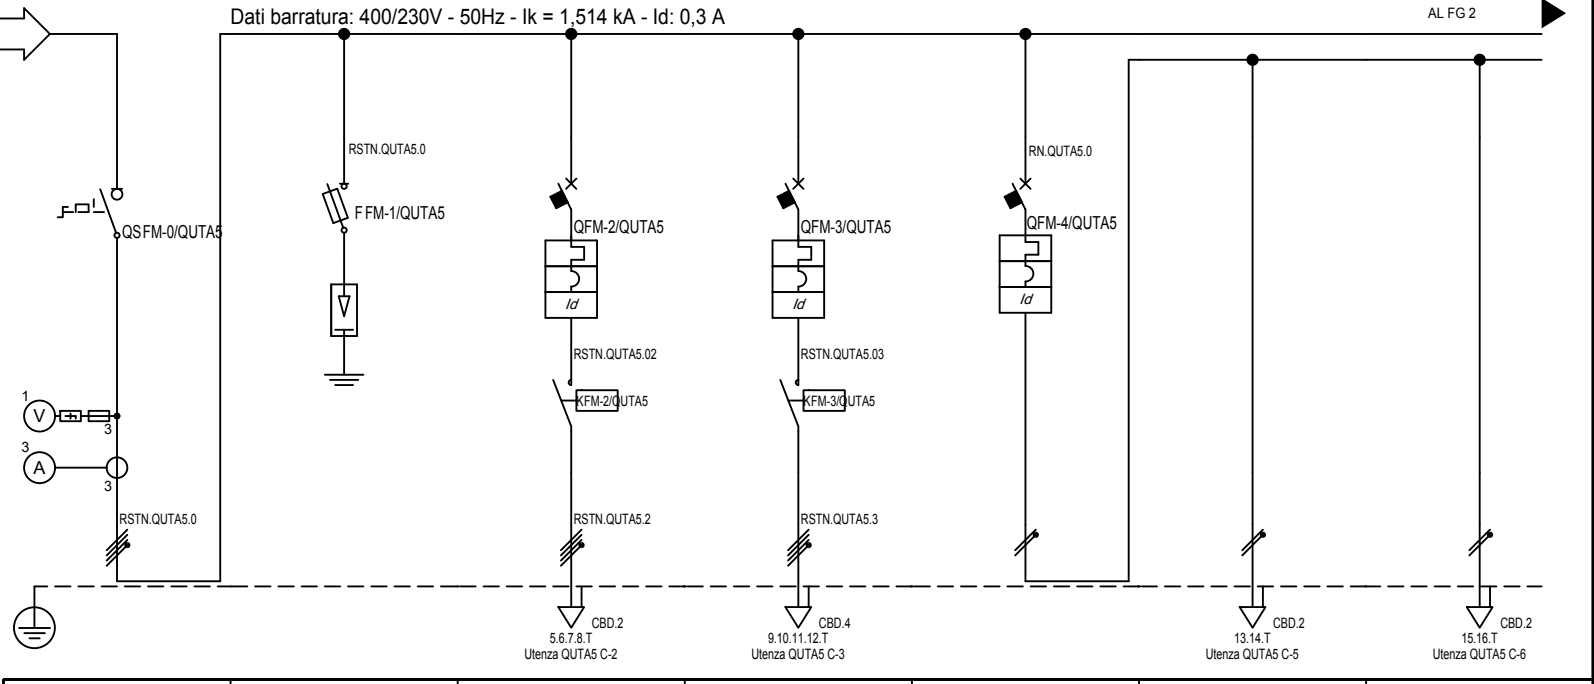 Dati barratura: 400/230V - 50Hz - Ik = 1,514 kA - Id: 0,3 A
AL FG 2
RSTN.QUTA5.0
RN.QUTA5.0
QSFM-0/QUTA5
FFM-1/QUTA5
QFM-2/QUTA5
QFM-3/QUTA5
QFM-4/QUTA5
Id
Id
Id
RSTN.QUTA5.02
RSTN.QUTA5.03
KFM-2/QUTA5
KFM-3/QUTA5
1
V
3
3
A
3
RSTN.QUTA5.0
RSTN.QUTA5.2
RSTN.QUTA5.3
CBD.2
5.6.7.8.T
Utenza QUTA5 C-2
CBD.4
9.10.11.12.T
Utenza QUTA5 C-3
CBD.2
13.14.T
Utenza QUTA5 C-5
CBD.2
15.16.T
Utenza QUTA5 C-6